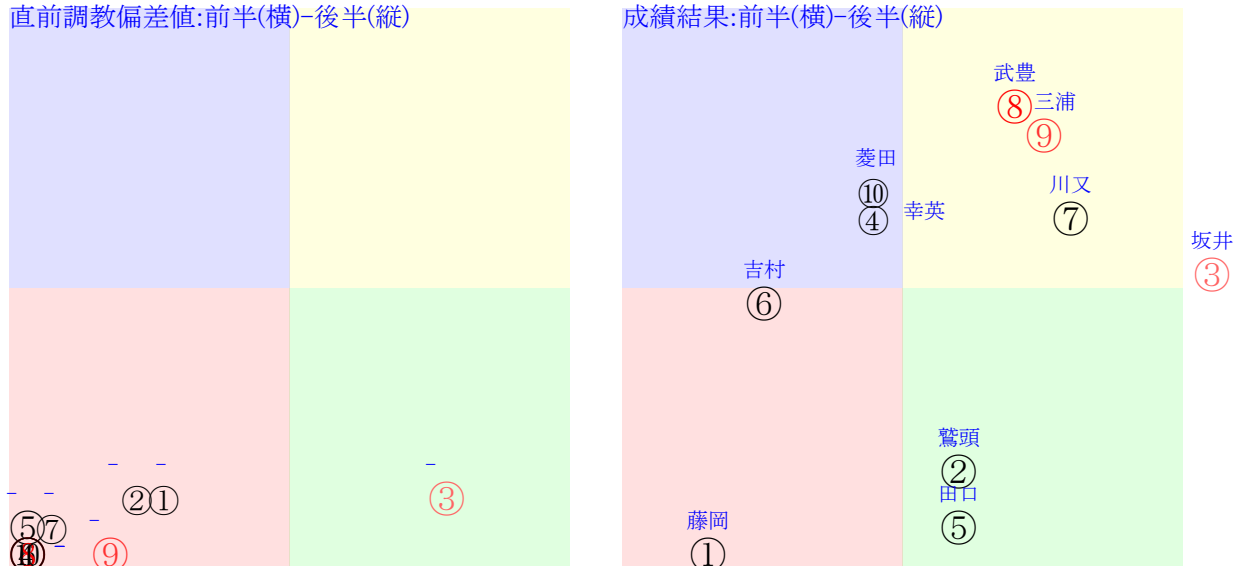 直前調教偏差値:前半(横)-後半(縦)
- - -
- -
②① ③
-
⑤⑦
-
⑨
成績結果:前半(横)-後半(縦)
武豊
⑧ 三浦
⑨
菱田
⑩ 川又
④ 幸英 ⑦
坂井
③
吉村
⑥
鷲頭
②
田口
⑤
藤岡
①